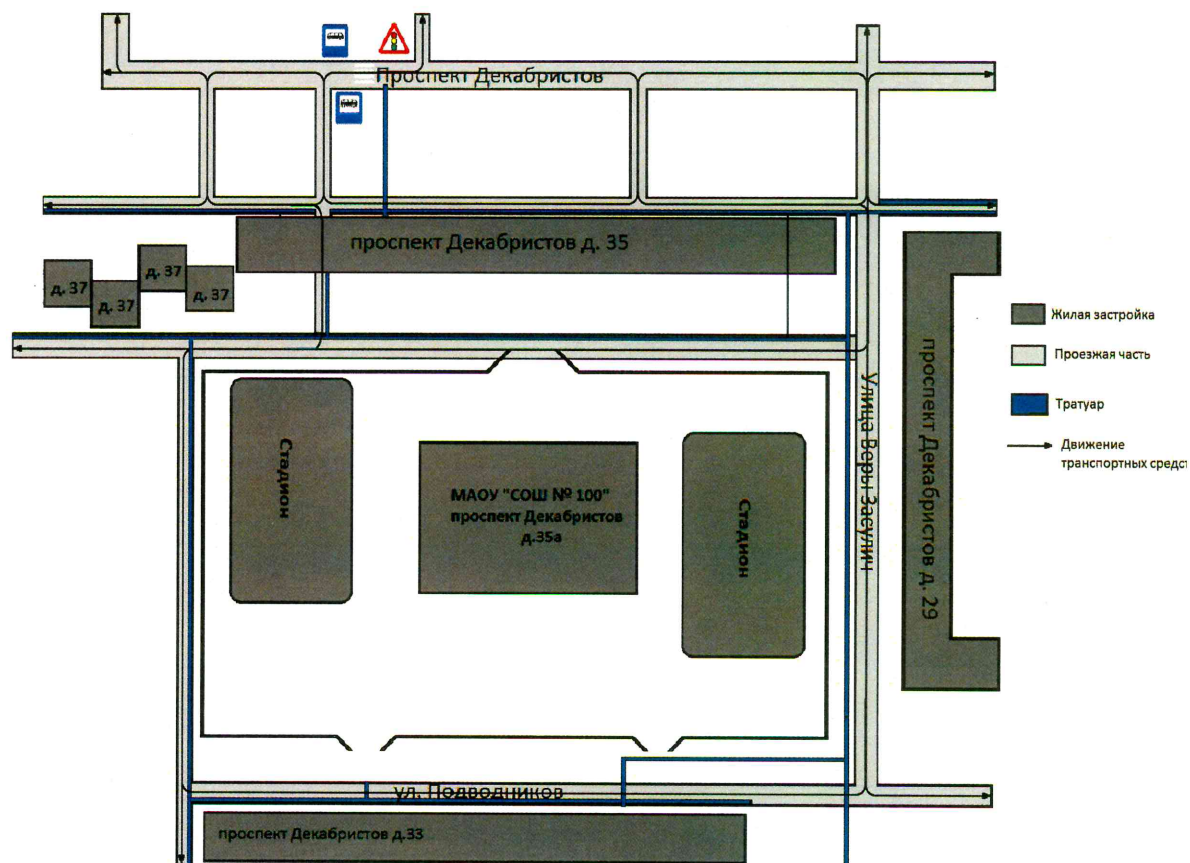 Проспект Декабристов
проспект Декабристов д. 35
д. 37
д. 37
д. 37
д. 37
Жилая застройка
Проезжая часть
Тратуар
Движение
транспортных средст
Стадион
МАОУ "СОШ № 100"
проспект Декабристов
д.35а
Стадион
Улица Веры Засулич
проспект Декабристов д. 29
ул. Подводников
проспект Декабристов д.33